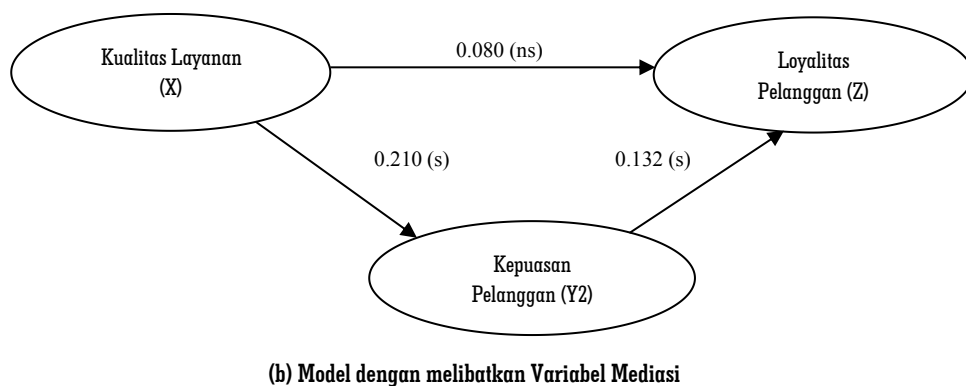 Kualitas Layanan
(X)
0.080 (ns)
Loyalitas
Pelanggan (Z)
0.210 (s)
0.132 (s)
Kepuasan
Pelanggan (Y2)
(b) Model dengan melibatkan Variabel Mediasi